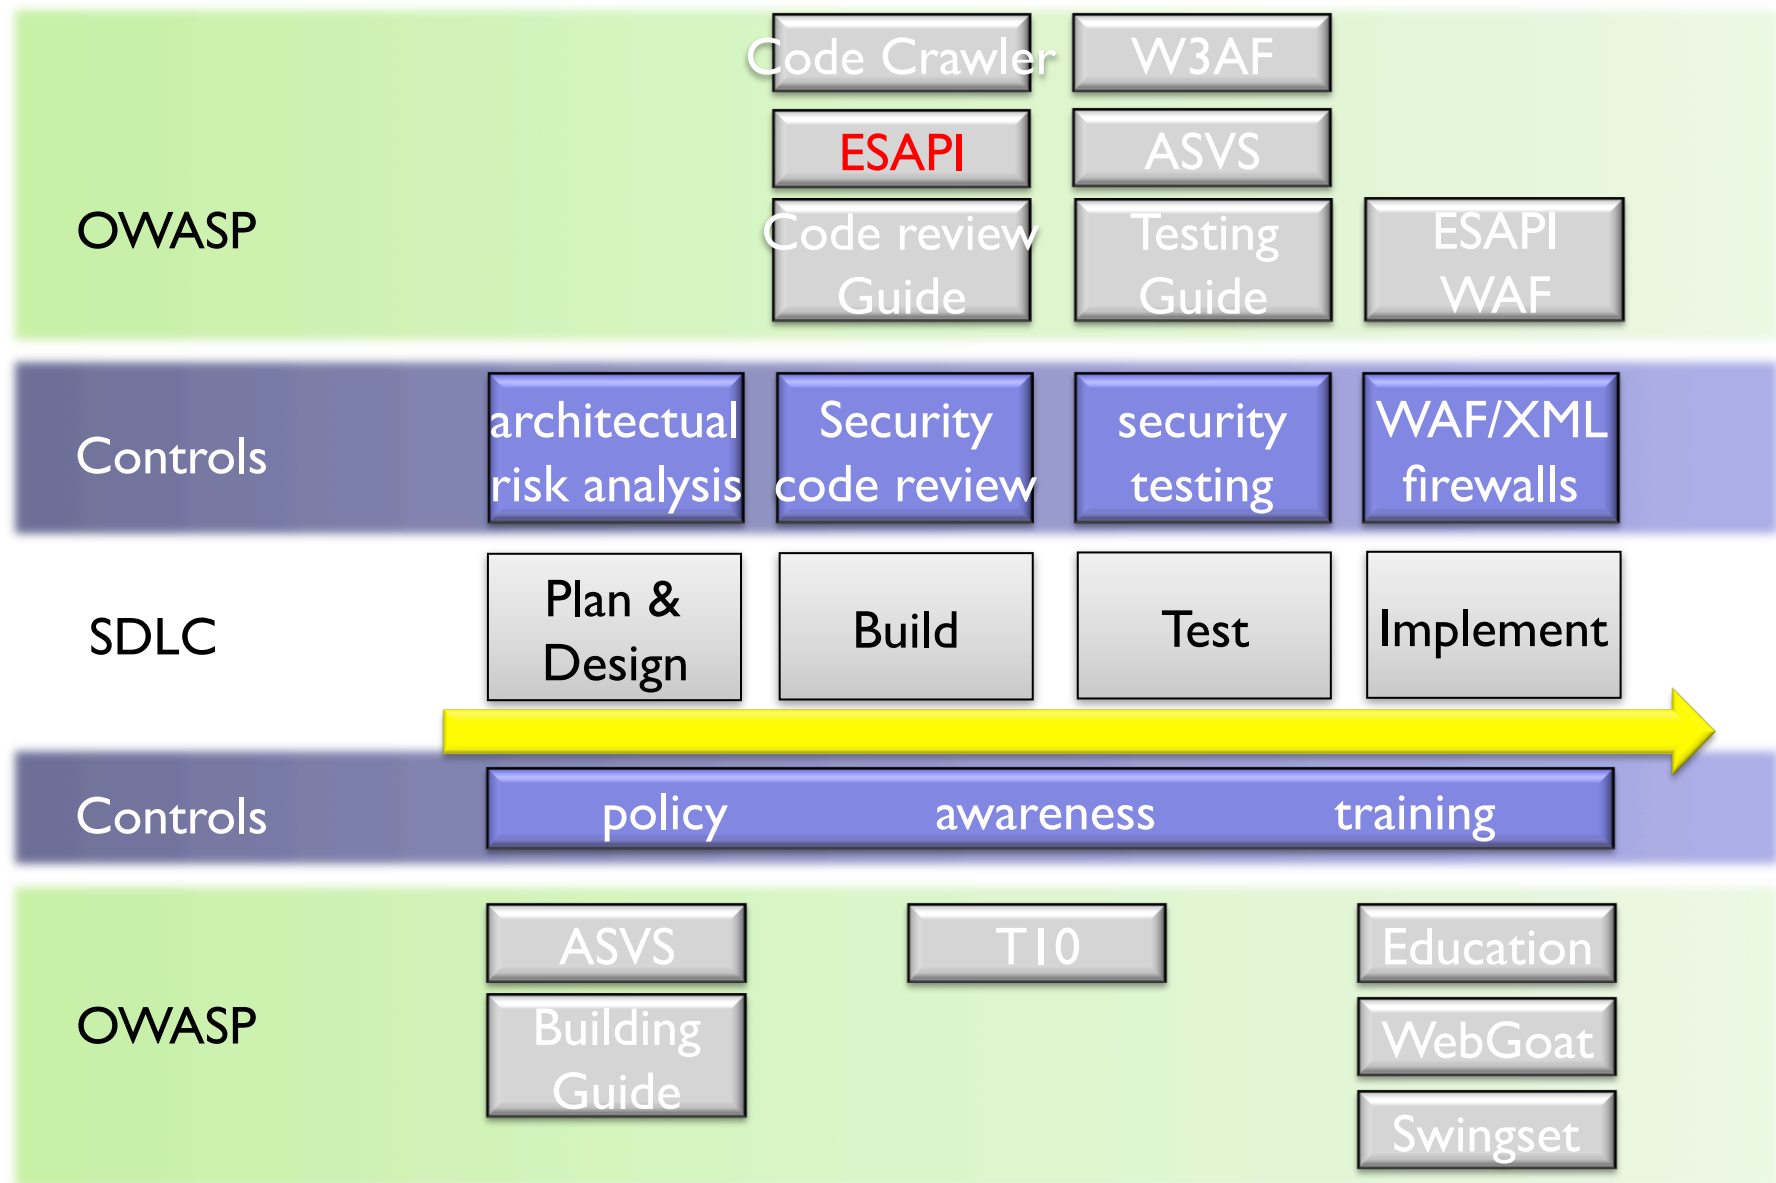 Code Crawler
W3AF
ESAPI
ASVS
OWASP
Code review
Guide
Testing
Guide
ESAPI
WAF
Controls
architectual
risk analysis
Security
code review
security
testing
WAF/XML
firewalls
SDLC
Plan &
Design
Build
Test
Implement
Controls
policy
awareness
training
OWASP
ASVS
T10
Education
Building
Guide
WebGoat
Swingset